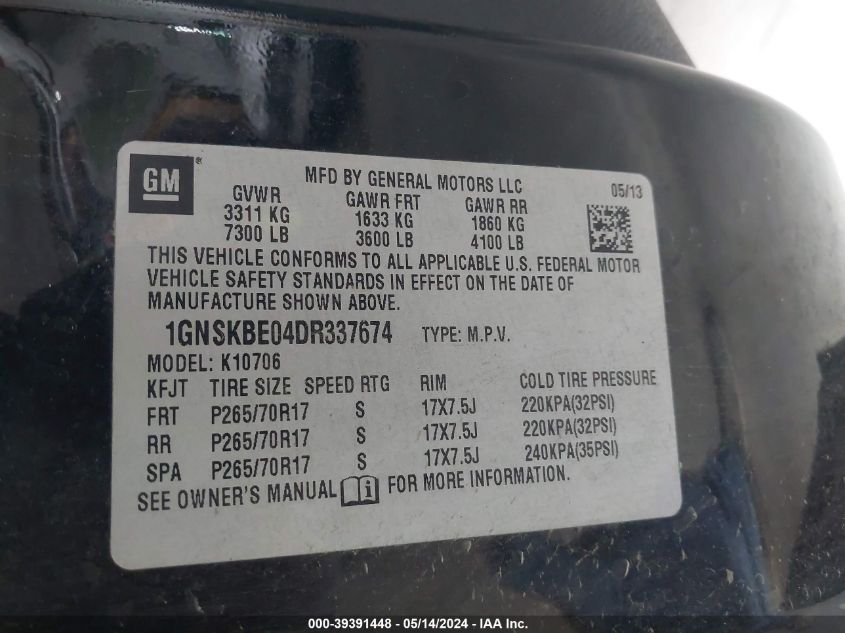 GM ®
MFD BY GENERAL MOTORS LLC 05/13
GVWR GAWR FRT GAWR RR
3311 KG 1633 KG 1860 KG
7300 LB 3600 LB 4100 LB
THIS VEHICLE CONFORMS TO ALL APPLICABLE U.S. FEDERAL MOTOR
VEHICLE SAFETY STANDARDS IN EFFECT ON THE DATE OF
MANUFACTURE SHOWN ABOVE.
1GNSKBE04DR337674 TYPE: M.P.V.
MODEL: K10706
KFJT TIRE SIZE SPEED RTG RIM COLD TIRE PRESSURE
FRT P265/70R17 S 17X7.5J 220KPA(32PSI)
RR P265/70R17 S 17X7.5J 220KPA(32PSI)
SPA P265/70R17 S 17X7.5J 240KPA(35PSI)
SEE OWNER'S MANUAL i FOR MORE INFORMATION.
000-39391448 - 05/14/2024 - IAA Inc.